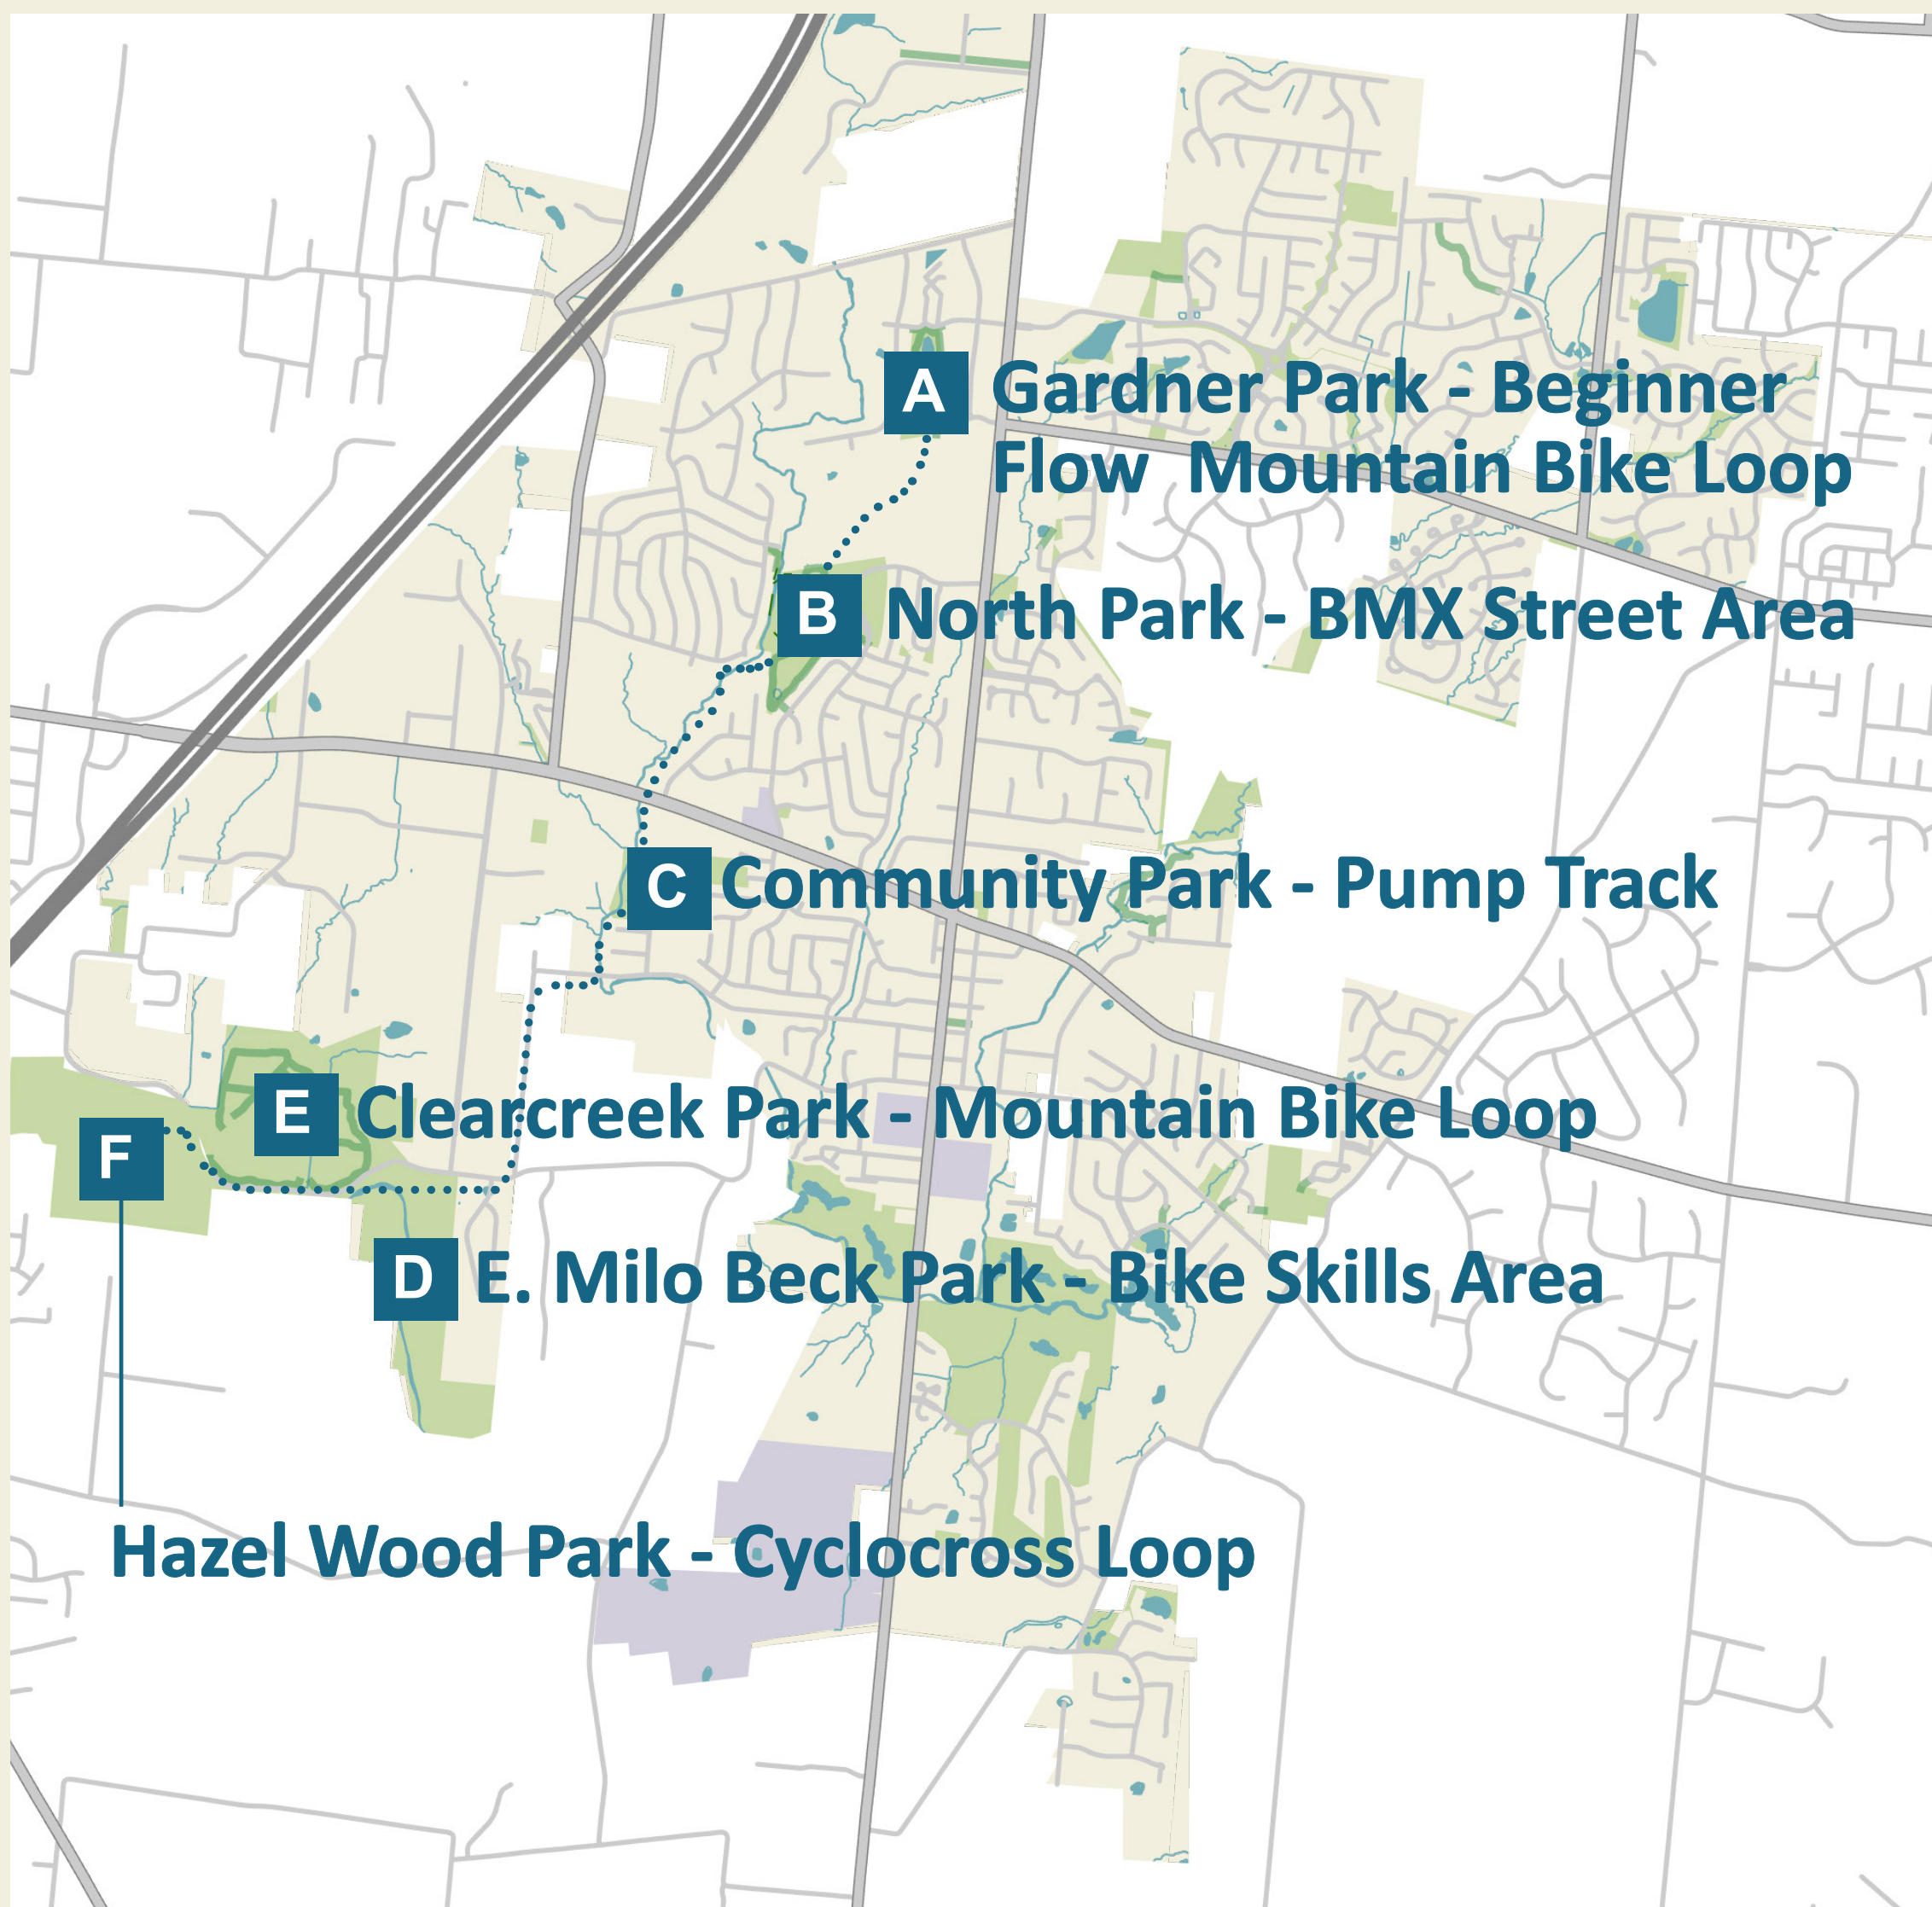 A Gardner Park - Beginner
Flow Mountain Bike Loop
B North Park - BMX Street Area
C Community Park - Pump Track
E Clearcreek Park - Mountain Bike Loop
F
D E. Milo Beck Park - Bike Skills Area
Hazel Wood Park - Cyclocross Loop